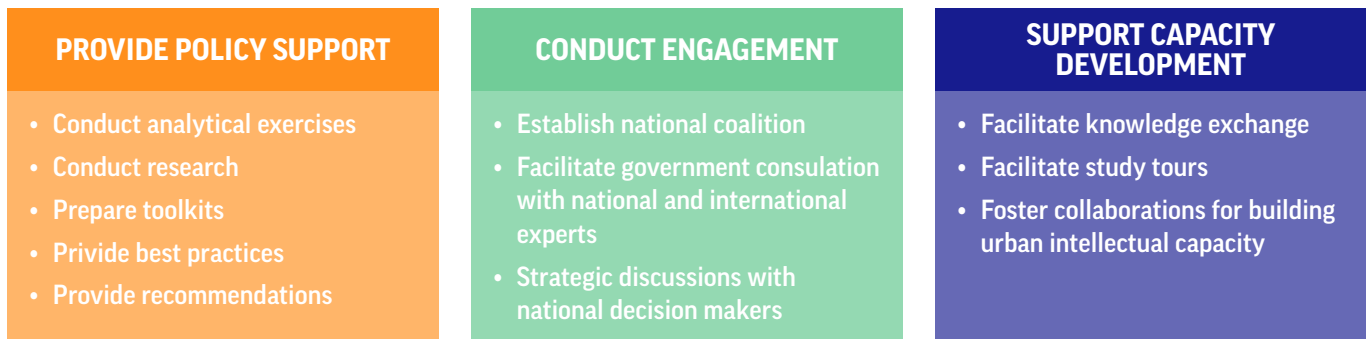 PROVIDE POLICY SUPPORT
• Conduct analytical exercises
• Conduct research
• Prepare toolkits
• Privide best practices
• Provide recommendations
CONDUCT ENGAGEMENT
• Establish national coalition
• Facilitate government consulation
with national and international
experts
• Strategic discussions with
national decision makers
SUPPORT CAPACITY
DEVELOPMENT
• Facilitate knowledge exchange
• Facilitate study tours
• Foster collaborations for building
urban intellectual capacity